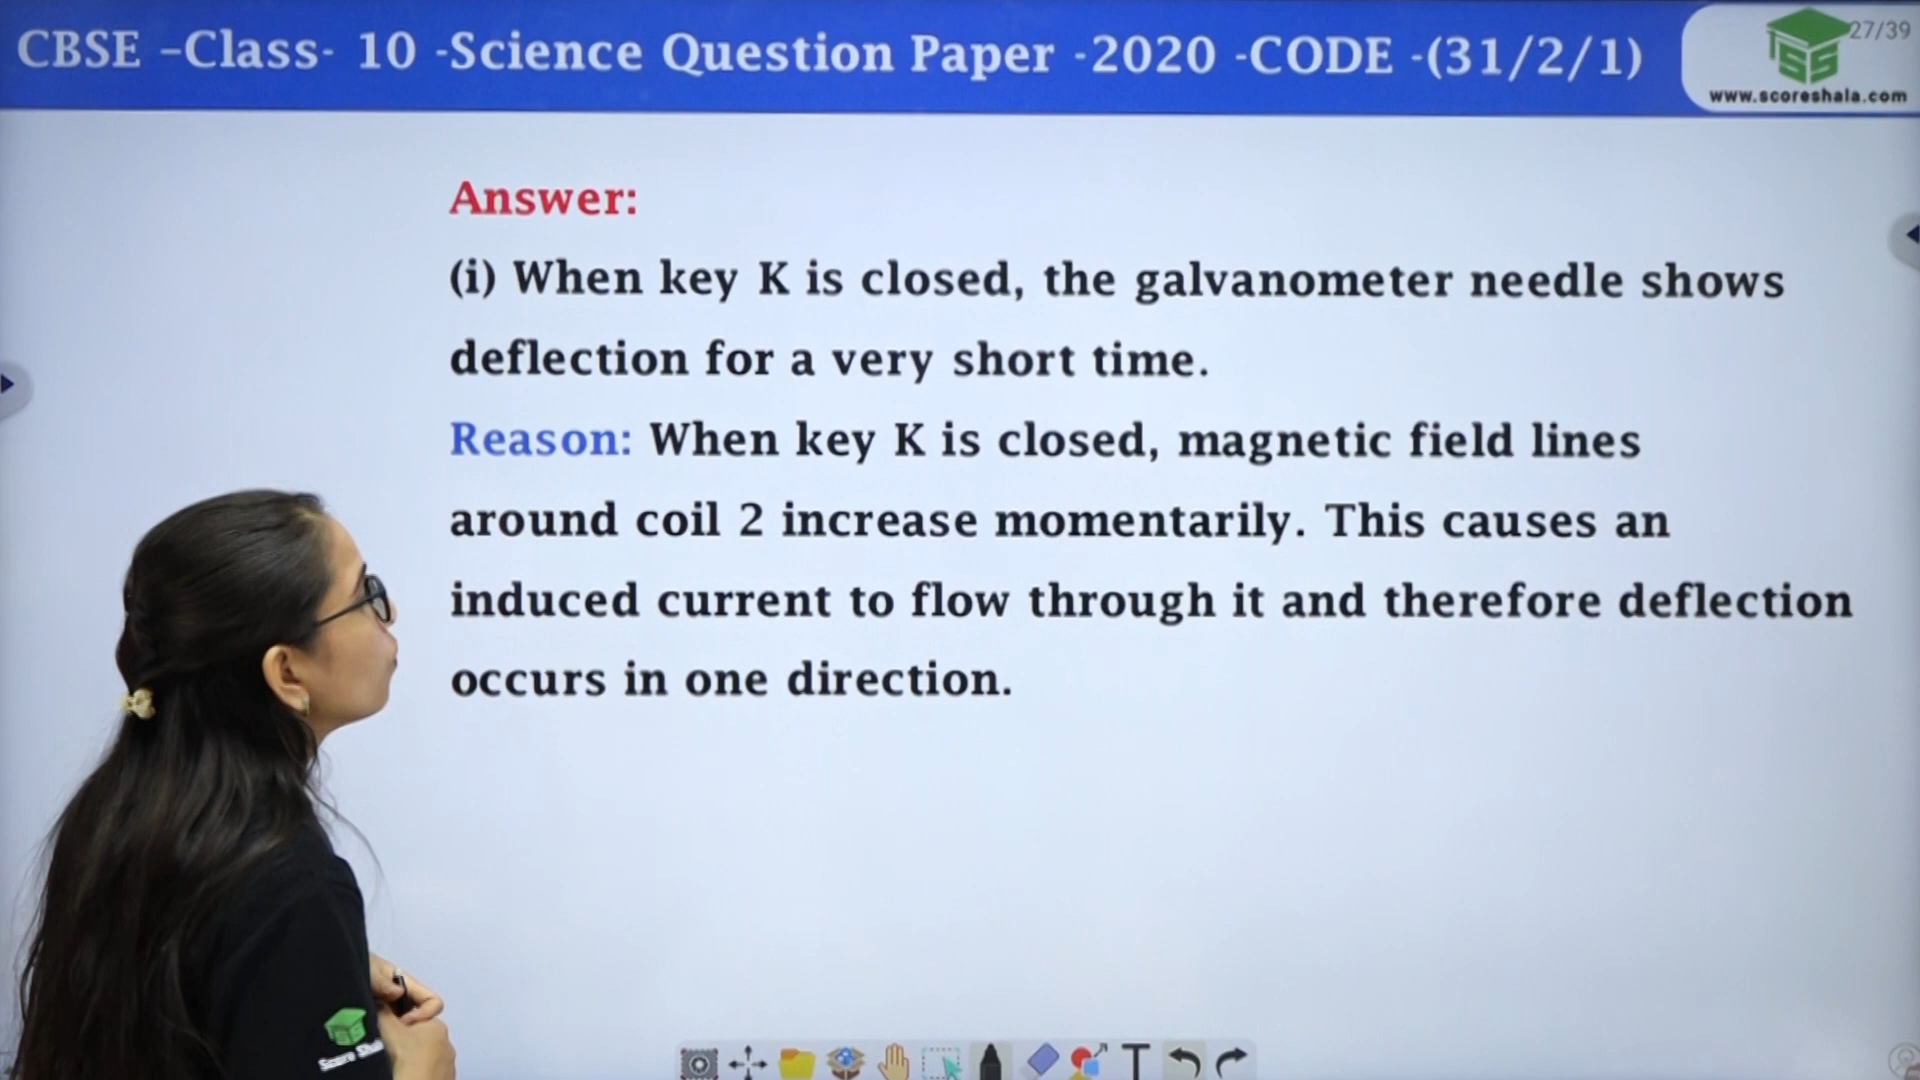 CBSE –Class- 10 -Science Question Paper -2020 -CODE -(31/2/1)
27/39
www.scoreshala.com
Answer:
(i) When key K is closed, the galvanometer needle shows
deflection for a very short time.
Reason: When key K is closed, magnetic field lines
around coil 2 increase momentarily. This causes an
induced current to flow through it and therefore deflection
occurs in one direction.
T